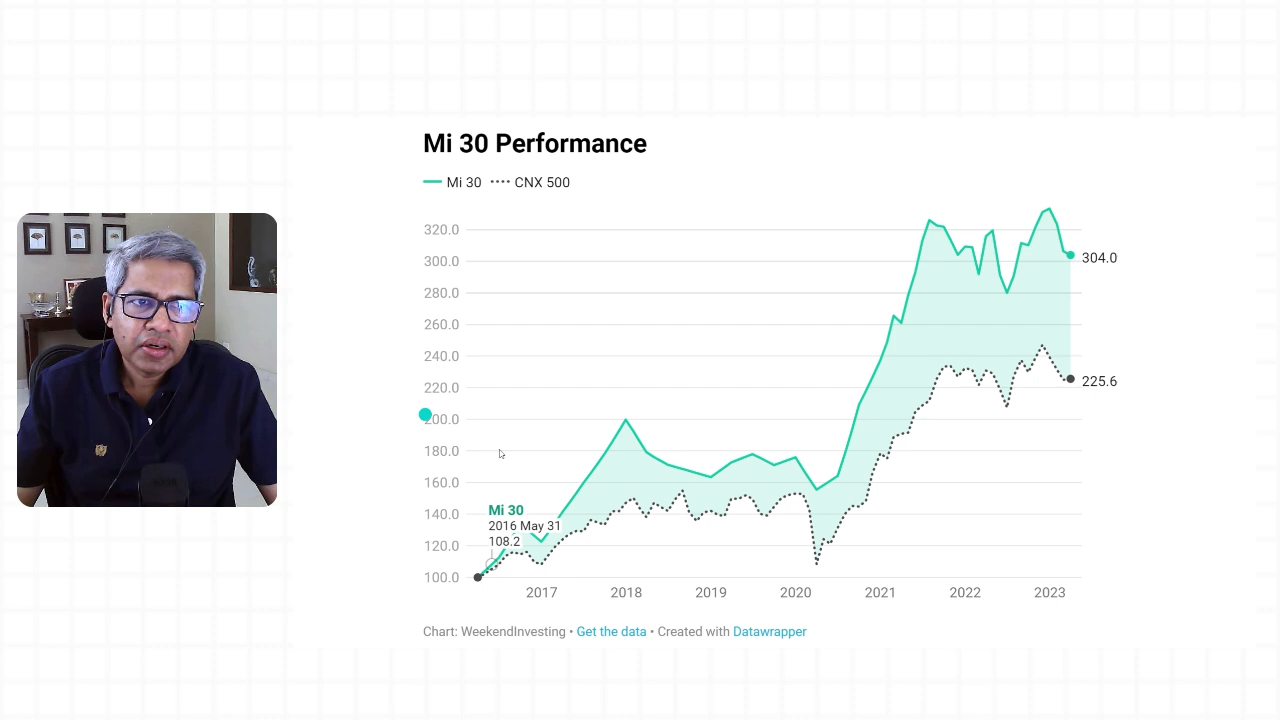 Mi 30 Performance
Mi 30 CNX 500
320.0
300.0
280.0
260.0
240.0
220.0
200.0
180.0
160.0
140.0
120.0
100.0
304.0
225.6
Mi 30
2016 May 31
108.2
2017 2018 2019 2020 2021 2022 2023
Chart: WeekendInvesting • Get the data • Created with Datawrapper